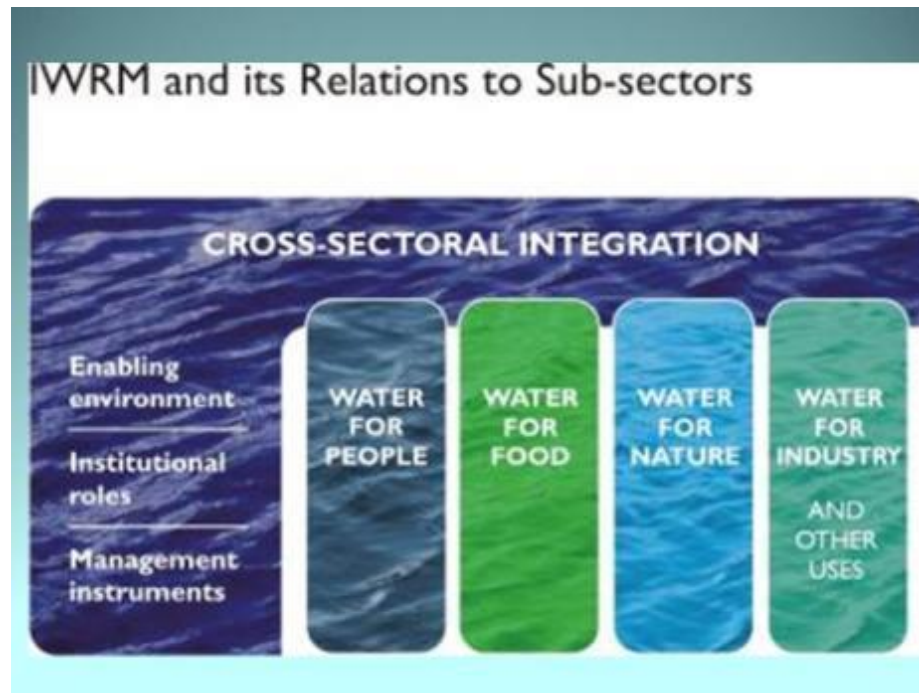 IWRM and its Relations to Sub-sectors
CROSS-SECTORAL INTEGRATION
Enabling
environment
Institutional
roles
Management
instruments
WATER
FOR
PEOPLE
WATER
FOR
FOOD
WATER
FOR
NATURE
WATER
FOR
INDUSTRY
AND
OTHER
USES